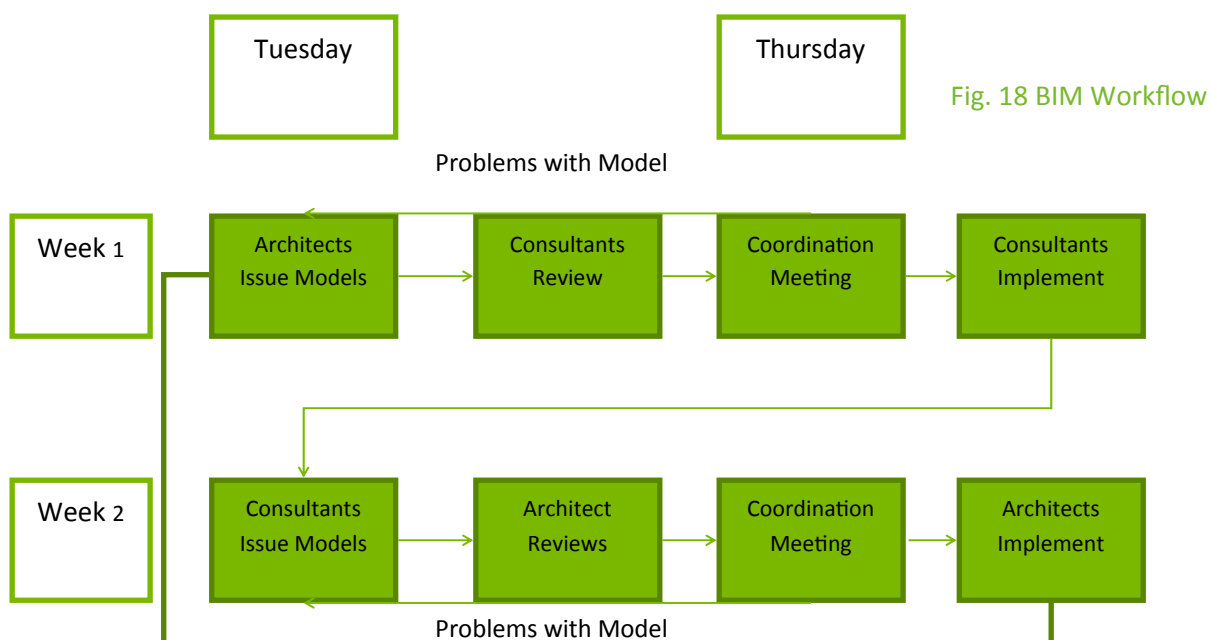 Tuesday
Thursday
Fig. 18 BIM Workflow
Problems with Model
Week 1
Architects
Issue Models
Consultants
Review
Coordination
Meeting
Consultants
Implement
Week 2
Consultants
Issue Models
Architect
Reviews
Coordination
Meeting
Architects
Implement
Problems with Model